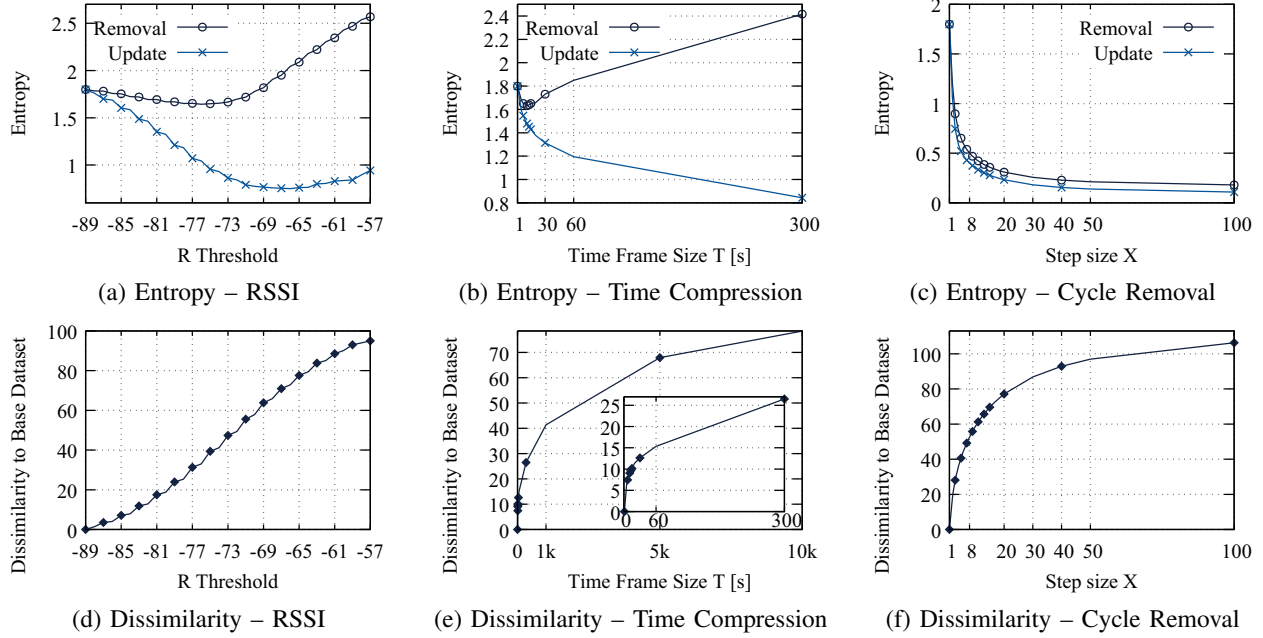 Entropy
2.5
2
1.5
1
Removal
Update
-89 -85 -81 -77 -73 -69 -65 -61 -57
R Threshold
(a) Entropy – RSSI
Entropy
2.4
2.2
2
1.8
1.6
1.4
1.2
1
0.8
Removal
Update
1 30 60 300
Time Frame Size T [s]
(b) Entropy – Time Compression
Entropy
2
1.5
1
0.5
0
Removal
Update
1 8 20 30 40 50 100
Step size X
(c) Entropy – Cycle Removal
Dissimilarity to Base Dataset
100
80
60
40
20
0
-89 -85 -81 -77 -73 -69 -65 -61 -57
R Threshold
(d) Dissimilarity – RSSI
Dissimilarity to Base Dataset
70
60
50
40
30
20
10
0
25
20
15
10
5
0
0 60 300
0 1k 5k 10k
Time Frame Size T [s]
(e) Dissimilarity – Time Compression
Dissimilarity to Base Dataset
100
80
60
40
20
0
1 8 20 30 40 50 100
Step size X
(f) Dissimilarity – Cycle Removal